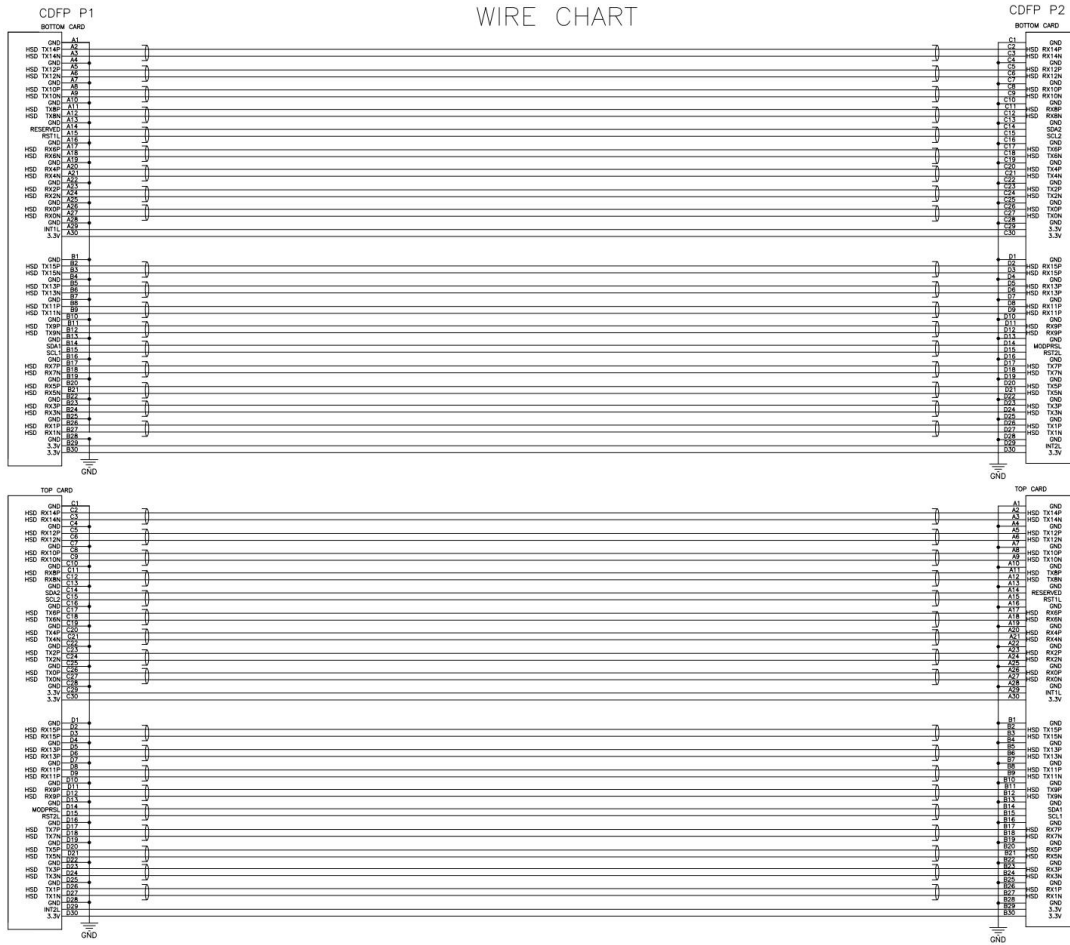 WIRE CHART
CDFP P1 CDFP P2
BOTTOM CARD BOTTOM CARD
GND A1 C1 GND
HSD TX14P A2 C2 HSD RX14P
HSD TX14N A3 C3 HSD RX14N
GND A4 C4 GND
HSD TX12P A5 C5 HSD RX12P
HSD TX12N A6 C6 HSD RX12N
GND A7 C7 GND
HSD TX10P A8 C8 HSD RX10P
HSD TX10N A9 C9 HSD RX10N
GND A10 C10 GND
HSD TX8P A11 C11 HSD RX8P
HSD TX8N A12 C12 HSD RX8N
GND A13 C13 GND
RESERVED A14 C14 SDA2
RST1L A15 C15 SCL2
GND A16 C16 GND
HSD RX6P A17 C17 HSD TX6P
HSD RX6N A18 C18 HSD TX6N
GND A19 C19 GND
HSD RX4P A20 C20 HSD TX4P
HSD RX4N A21 C21 HSD TX4N
GND A22 C22 GND
HSD RX2P A23 C23 HSD TX2P
HSD RX2N A24 C24 HSD TX2N
GND A25 C25 GND
HSD RX0P A26 C26 HSD TX0P
HSD RX0N A27 C27 HSD TX0N
GND A28 C28 GND
INT1L A29 C29 3.3V
3.3V A30 C30 3.3V
GND B1 D1 GND
HSD TX15P B2 D2 HSD RX15P
HSD TX15N B3 D3 HSD RX15P
GND B4 D4 GND
HSD TX13P B5 D5 HSD RX13P
HSD TX13N B6 D6 HSD RX13P
GND B7 D7 GND
HSD TX11P B8 D8 HSD RX11P
HSD TX11N B9 D9 HSD RX11P
GND B10 D10 GND
HSD TX9P B11 D11 HSD RX9P
HSD TX9N B12 D12 HSD RX9P
GND B13 D13 GND
SDA1 B14 D14 MODPRSL
SCL1 B15 D15 RST2L
GND B16 D16 GND
HSD RX7P B17 D17 HSD TX7P
HSD RX7N B18 D18 HSD TX7N
GND B19 D19 GND
HSD RX5P B20 D20 HSD TX5P
HSD RX5N B21 D21 HSD TX5N
GND B22 D22 GND
HSD RX3P B23 D23 HSD TX3P
HSD RX3N B24 D24 HSD TX3N
GND B25 D25 GND
HSD RX1P B26 D26 HSD TX1P
HSD RX1N B27 D27 HSD TX1N
GND B28 D28 GND
3.3V B29 D29 INT2L
3.3V B30 D30 3.3V
GND GND
TOP CARD TOP CARD
GND C1 A1 GND
HSD RX14P C2 A2 HSD TX14P
HSD RX14N C3 A3 HSD TX14N
GND C4 A4 GND
HSD RX12P C5 A5 HSD TX12P
HSD RX12N C6 A6 HSD TX12N
GND C7 A7 GND
HSD RX10P C8 A8 HSD TX10P
HSD RX10N C9 A9 HSD TX10N
GND C10 A10 GND
HSD RX8P C11 A11 HSD TX8P
HSD RX8N C12 A12 HSD TX8N
GND C13 A13 GND
SDA2 C14 A14 RESERVED
SCL2 C15 A15 RST1L
GND C16 A16 GND
HSD TX6P C17 A17 HSD RX6P
HSD TX6N C18 A18 HSD RX6N
GND C19 A19 GND
HSD TX4P C20 A20 HSD RX4P
HSD TX4N C21 A21 HSD RX4N
GND C22 A22 GND
HSD TX2P C23 A23 HSD RX2P
HSD TX2N C24 A24 HSD RX2N
GND C25 A25 GND
HSD TX0P C26 A26 HSD RX0P
HSD TX0N C27 A27 HSD RX0N
GND C28 A28 GND
3.3V C29 A29 INT1L
3.3V C30 A30 3.3V
GND D1 B1 GND
HSD RX15P D2 B2 HSD TX15P
HSD RX15P D3 B3 HSD TX15N
GND D4 B4 GND
HSD RX13P D5 B5 HSD TX13P
HSD RX13P D6 B6 HSD TX13N
GND D7 B7 GND
HSD RX11P D8 B8 HSD TX11P
HSD RX11P D9 B9 HSD TX11N
GND D10 B10 GND
HSD RX9P D11 B11 HSD TX9P
HSD RX9P D12 B12 HSD TX9N
GND D13 B13 GND
MODPRSL D14 B14 SDA1
RST2L D15 B15 SCL1
GND D16 B16 GND
HSD TX7P D17 B17 HSD RX7P
HSD TX7N D18 B18 HSD RX7N
GND D19 B19 GND
HSD TX5P D20 B20 HSD RX5P
HSD TX5N D21 B21 HSD RX5N
GND D22 B22 GND
HSD TX3P D23 B23 HSD RX3P
HSD TX3N D24 B24 HSD RX3N
GND D25 B25 GND
HSD TX1P D26 B26 HSD RX1P
HSD TX1N D27 B27 HSD RX1N
GND D28 B28 GND
INT2L D29 B29 3.3V
3.3V D30 B30 3.3V
GND GND